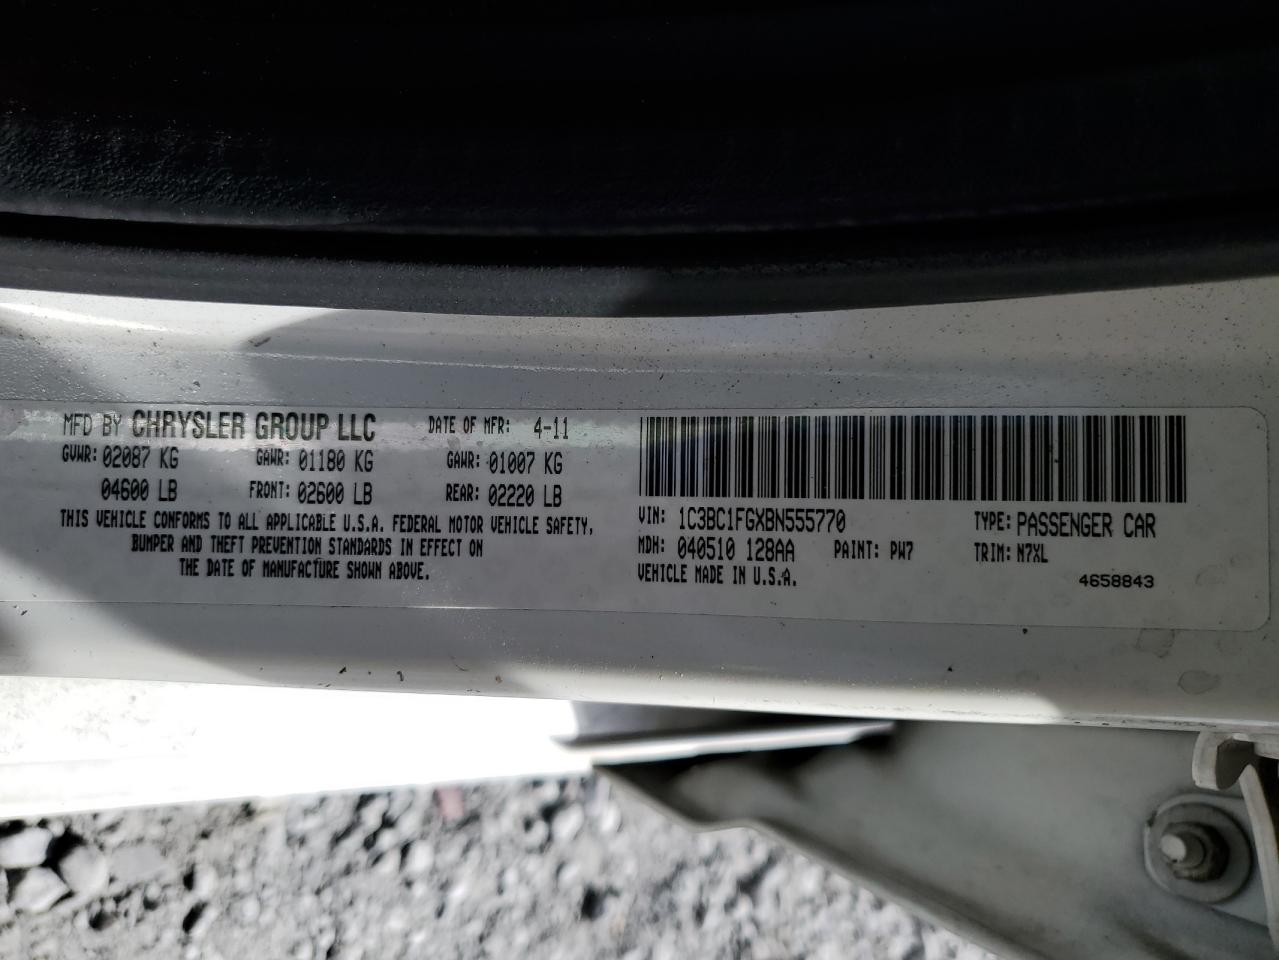 MFD BY CHRYSLER GROUP LLC DATE OF MFR: 4-11
GVWR: 02087 KG GAWR: 01180 KG GAWR: 01007 KG
04600 LB FRONT: 02600 LB REAR: 02220 LB
THIS VEHICLE CONFORMS TO ALL APPLICABLE U.S.A. FEDERAL MOTOR VEHICLE SAFETY,
BUMPER AND THEFT PREVENTION STANDARDS IN EFFECT ON
THE DATE OF MANUFACTURE SHOWN ABOVE.
VIN: 1C3BC1FGXBN555770 TYPE: PASSENGER CAR
MDH: 040510 128AA PAINT: PW7 TRIM: N7XL
VEHICLE MADE IN U.S.A. 4658843